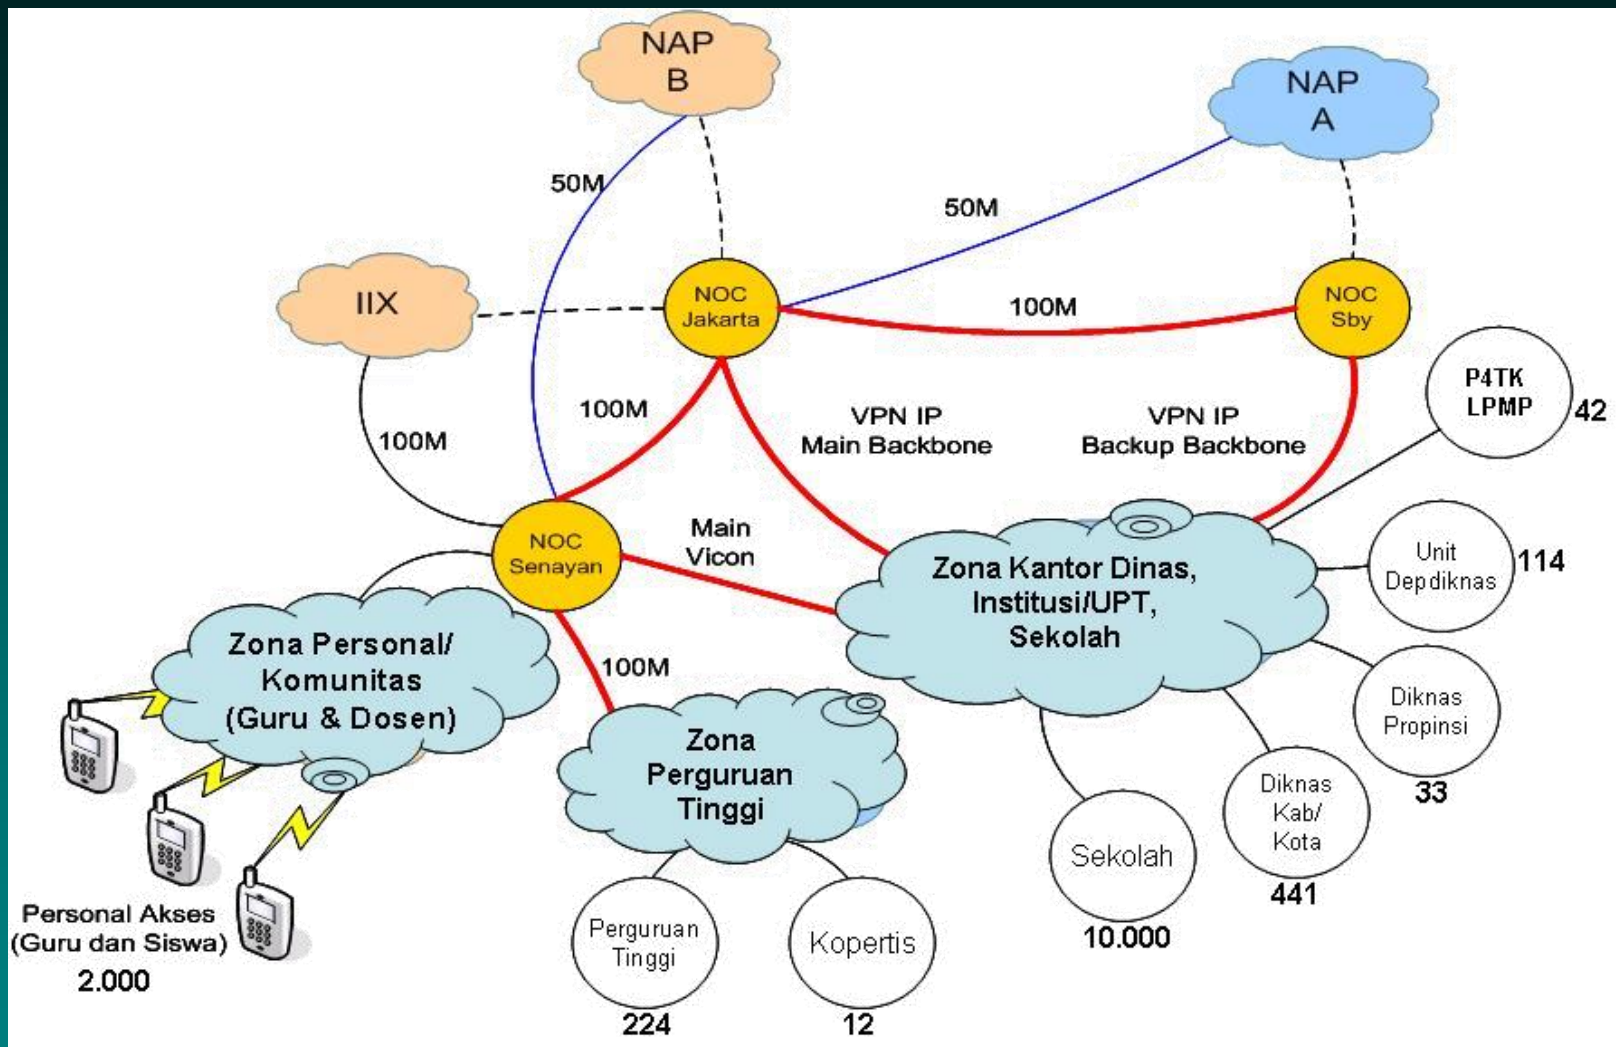 NAP
B
NAP
A
50M
50M
IIX
NOC
Jakarta
100M
NOC
Sby
100M
100M
VPN IP
Main Backbone
VPN IP
Backup Backbone
P4TK
LPMP
42
NOC
Senayan
Main
Vicon
Zona Kantor Dinas,
Institusi/UPT,
Sekolah
Unit
Depdiknas
114
Zona Personal/
Komunitas
(Guru & Dosen)
100M
Zona
Perguruan
Tinggi
Diknas
Propinsi
33
Diknas
Kab/
Kota
441
Sekolah
10.000
Personal Akses
(Guru dan Siswa)
2.000
Perguruan
Tinggi
224
Kopertis
12